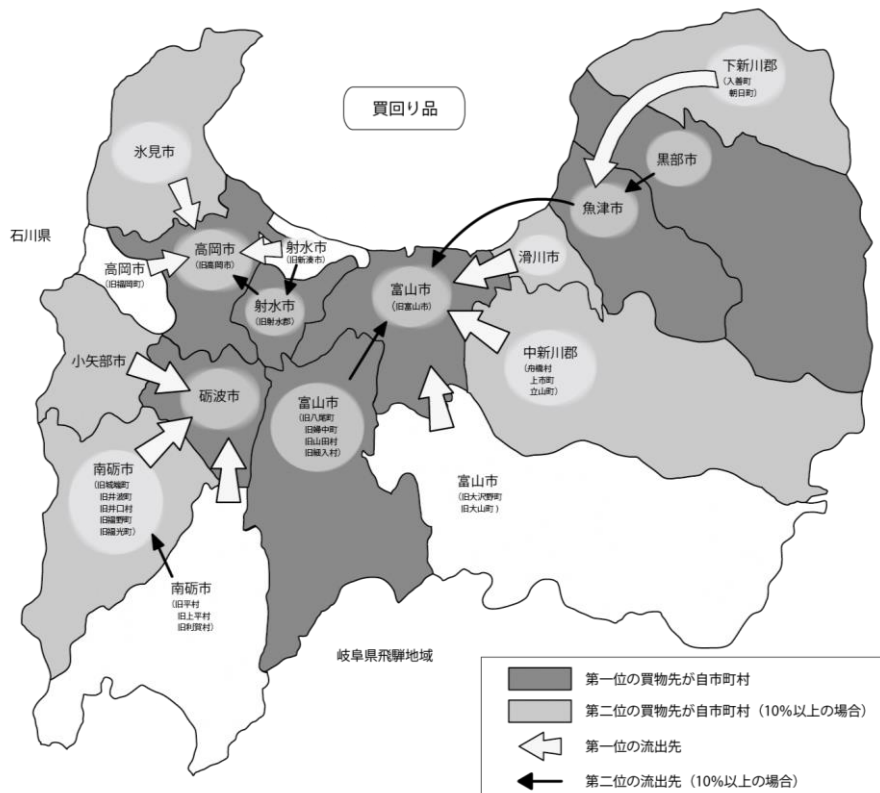 買回り品
下新川郡
(入善町
朝日町)
氷見市
黒部市
魚津市
石川県
高岡市
(旧高岡市)
射水市
(旧新湊市)
滑川市
高岡市
(旧福岡町)
射水市
(旧射水郡)
富山市
(旧富山市)
小矢部市
中新川郡
(舟橋村
上市町
立山町)
砺波市
富山市
(旧八尾町
旧婦中町
旧山田村
旧細入村)
南砺市
(旧城端町
旧井波町
旧井口村
旧福野町
旧福光町)
富山市
(旧大沢野町
旧大山町)
南砺市
(旧平村
旧上平村
旧利賀村)
岐阜県飛騨地域
第一位の買物先が自市町村
第二位の買物先が自市町村(10%以上の場合)
第一位の流出先
第二位の流出先(10%以上の場合)